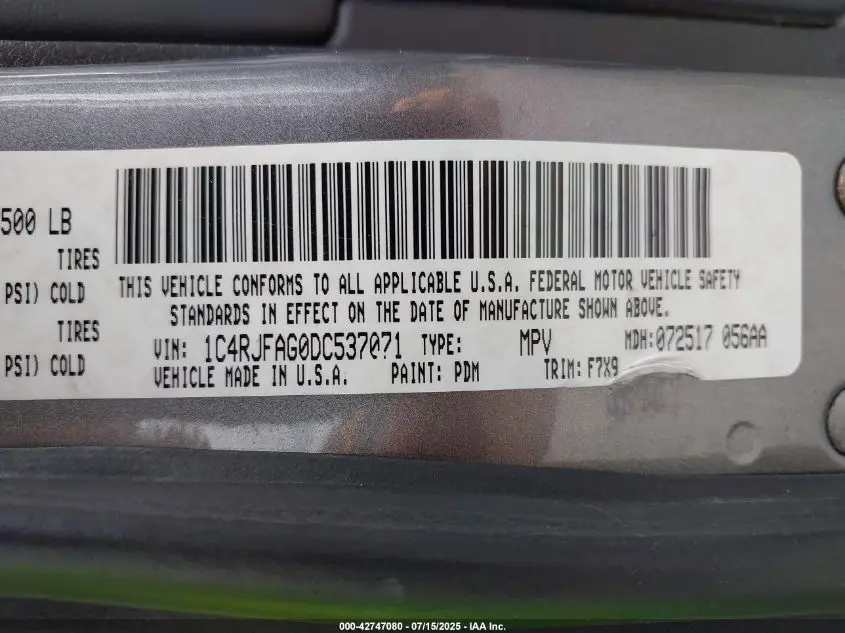 500 LB
TIRES
PSI) COLD
TIRES
PSI) COLD
THIS VEHICLE CONFORMS TO ALL APPLICABLE U.S.A. FEDERAL MOTOR VEHICLE SAFETY
STANDARDS IN EFFECT ON THE DATE OF MANUFACTURE SHOWN ABOVE.
VIN: 1C4RJFAG0DC537071 TYPE: MPV MDH:072517 056AA
VEHICLE MADE IN U.S.A. PAINT: PDM TRIM: F7X9
000-42747080 - 07/15/2025 - IAA Inc.